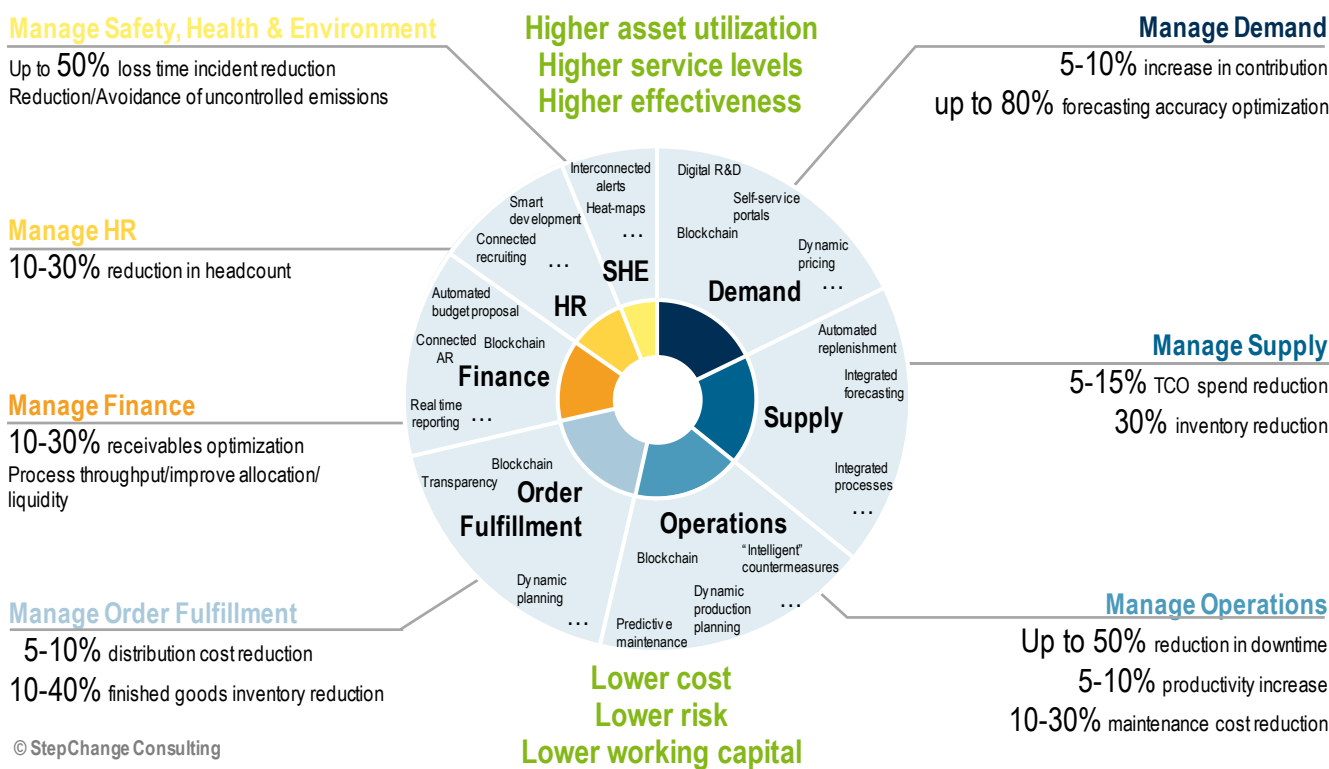 Manage Safety, Health & Environment
Up to 50% loss time incident reduction
Reduction/Avoidance of uncontrolled emissions
Higher asset utilization
Higher service levels
Higher effectiveness
Manage Demand
5-10% increase in contribution
up to 80% forecasting accuracy optimization
Manage HR
10-30% reduction in headcount
Manage Finance
10-30% receivables optimization
Process throughput/improve allocation/
liquidity
Manage Order Fulfillment
5-10% distribution cost reduction
10-40% finished goods inventory reduction
Interconnected
alerts
Heat-maps
...
SHE
Digital R&D
Self-service
portals
Blockchain
Dynamic
pricing
...
Demand
Smart
development
Connected
recruiting
...
HR
Automated
budget proposal
Connected
AR
Blockchain
Finance
Real time
reporting
...
Automated
replenishment
Integrated
forecasting
Supply
Integrated
processes
...
Blockchain
Transparency
Order
Fulfillment
Dynamic
planning
...
Operations
Blockchain
"Intelligent"
countermeasures
Dynamic
production
planning
...
Predictive
maintenance
Manage Supply
5-15% TCO spend reduction
30% inventory reduction
Manage Operations
Up to 50% reduction in downtime
5-10% productivity increase
10-30% maintenance cost reduction
Lower cost
Lower risk
Lower working capital
© StepChange Consulting